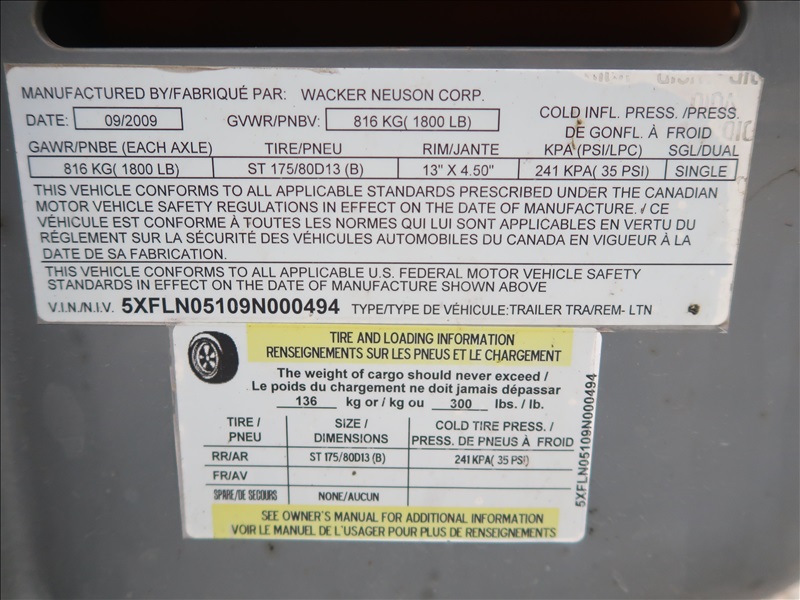 MANUFACTURED BY/FABRIQUÉ PAR: WACKER NEUSON CORP.
DATE: 09/2009 GVWR/PNBV: 816 KG( 1800 LB) COLD INFL. PRESS. /PRESS.
DE GONFL. À FROID
GAWR/PNBE (EACH AXLE) TIRE/PNEU RIM/JANTE KPA(PSI/LPC) SGL/DUAL
816 KG( 1800 LB) ST 175/80D13 (B) 13" X 4.50" 241 KPA( 35 PSI) SINGLE
THIS VEHICLE CONFORMS TO ALL APPLICABLE STANDARDS PRESCRIBED UNDER THE CANADIAN
MOTOR VEHICLE SAFETY REGULATIONS IN EFFECT ON THE DATE OF MANUFACTURE. / CE
VÉHICULE EST CONFORME À TOUTES LES NORMES QUI LUI SONT APPLICABLES EN VERTU DU
RÉGLEMENT SUR LA SÉCURITÉ DES VÉHICULES AUTOMOBILES DU CANADA EN VIGUEUR À LA
DATE DE SA FABRICATION.
THIS VEHICLE CONFORMS TO ALL APPLICABLE U.S. FEDERAL MOTOR VEHICLE SAFETY
STANDARDS IN EFFECT ON THE DATE OF MANUFACTURE SHOWN ABOVE
V.I.N./N.I.V. 5XFLN05109N000494 TYPE/TYPE DE VÉHICULE:TRAILER TRA/REM- LTN
TIRE AND LOADING INFORMATION
RENSEIGNEMENTS SUR LES PNEUS ET LE CHARGEMENT
The weight of cargo should never exceed /
Le poids du chargement ne doit jamais dépassar
136 kg or / kg ou 300 lbs. / lb.
TIRE / SIZE / COLD TIRE PRESS. /
PNEU DIMENSIONS PRESS. DE PNEUS À FROID
RR/AR ST 175/80D13 (B) 241 KPA( 35 PSI)
FR/AV
SPARE/DE SECOURS NONE/AUCUN
SEE OWNER'S MANUAL FOR ADDITIONAL INFORMATION
VOIR LE MANUEL DE L'USAGER POUR PLUS DE RENSEIGNEMENTS
5XFLN05109N000494